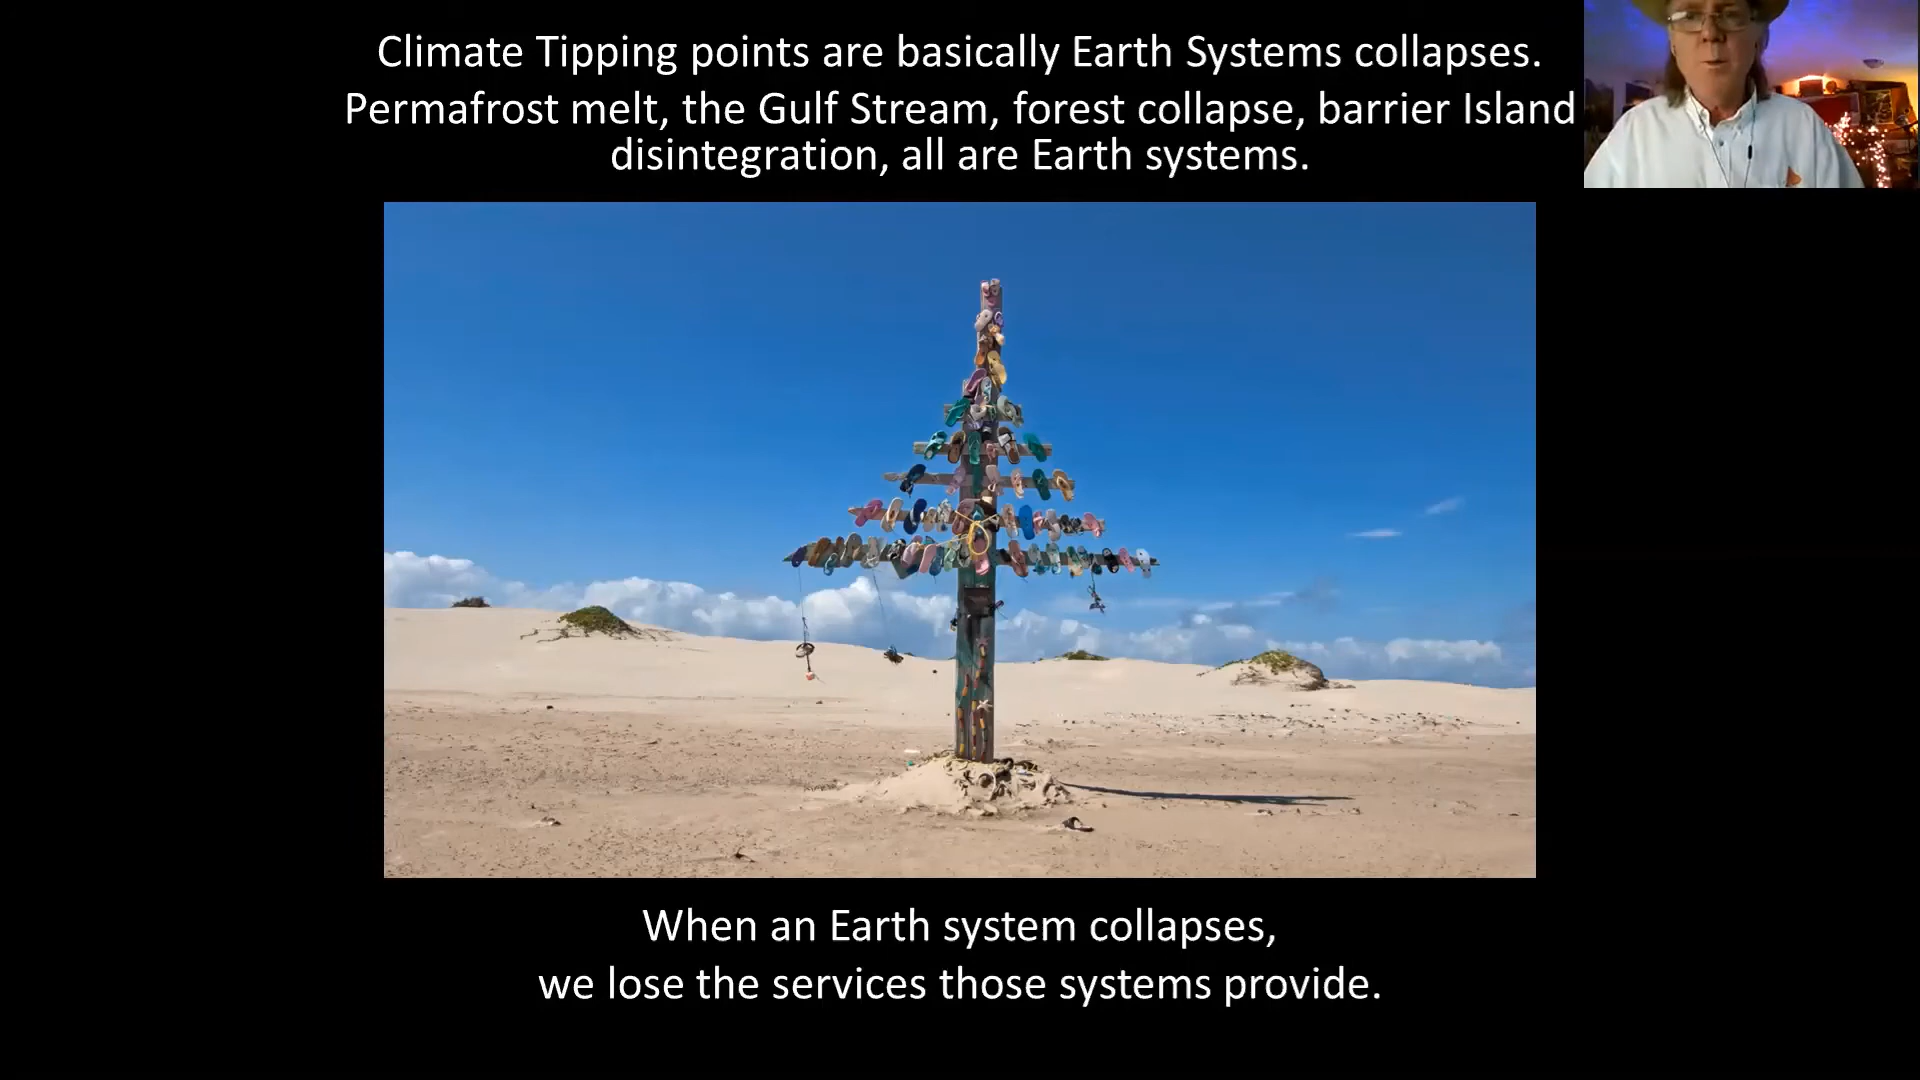 Climate Tipping points are basically Earth Systems collapses.
Permafrost melt, the Gulf Stream, forest collapse, barrier Island
disintegration, all are Earth systems.
When an Earth system collapses,
we lose the services those systems provide.